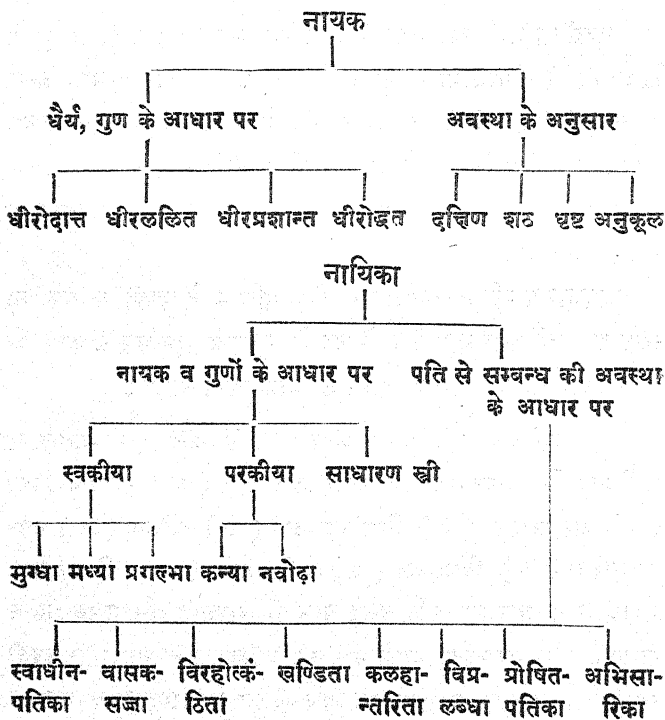 नायक
धैर्य, गुण के आधार पर अवस्था के अनुसार
धीरोदात्त धीरललित धीरप्रशान्त धीरोद्धत दक्षिण शठ धृष्ट अनुकूल
नायिका
नायक व गुणों के आधार पर पति से सम्बन्ध की अवस्था
के आधार पर
स्वकीया परकीया साधारण स्त्री
मुग्धा मध्या प्रगल्भा कन्या नवोढ़ा
स्वाधीन- वासक- विरहोत्कं- खण्डिता कलहा- विप्र- प्रोषित- अभिसा-
पतिका सज्जा ठिता न्तरिता लब्धा पतिका रिका